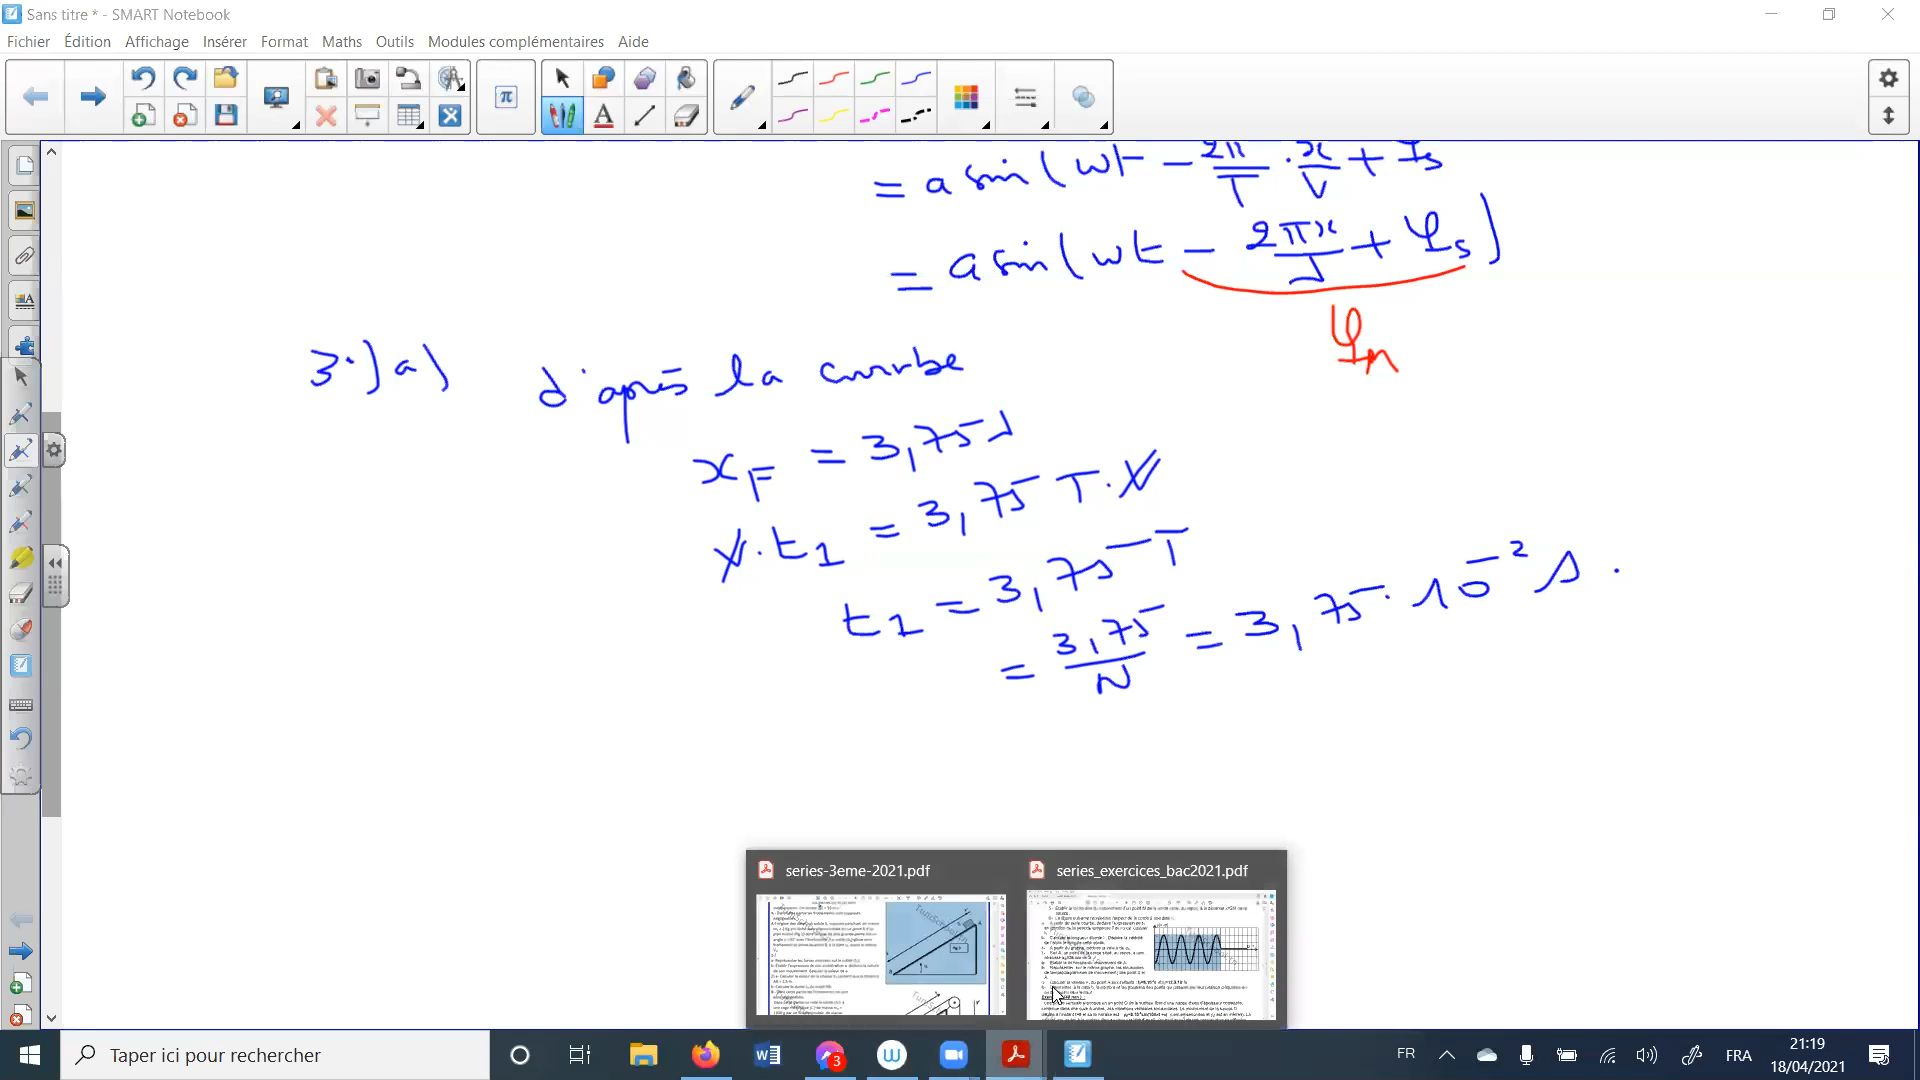 Sans titre * - SMART Notebook
Fichier Édition Affichage Insérer Format Maths Outils Modules complémentaires Aide
= a sin(wt - 2π/T . x/V + φs
= a sin(wt - 2πx/λ + φs)
φM
3°) a) d'après la courbe
xF = 3,75 λ
V. t1 = 3,75 T. V
t1 = 3,75 T
= 3,75/N = 3,75. 10^-2 s .
series-3eme-2021.pdf series_exercices_bac2021.pdf
Taper ici pour rechercher
3
FR
FRA
21:19
18/04/2021